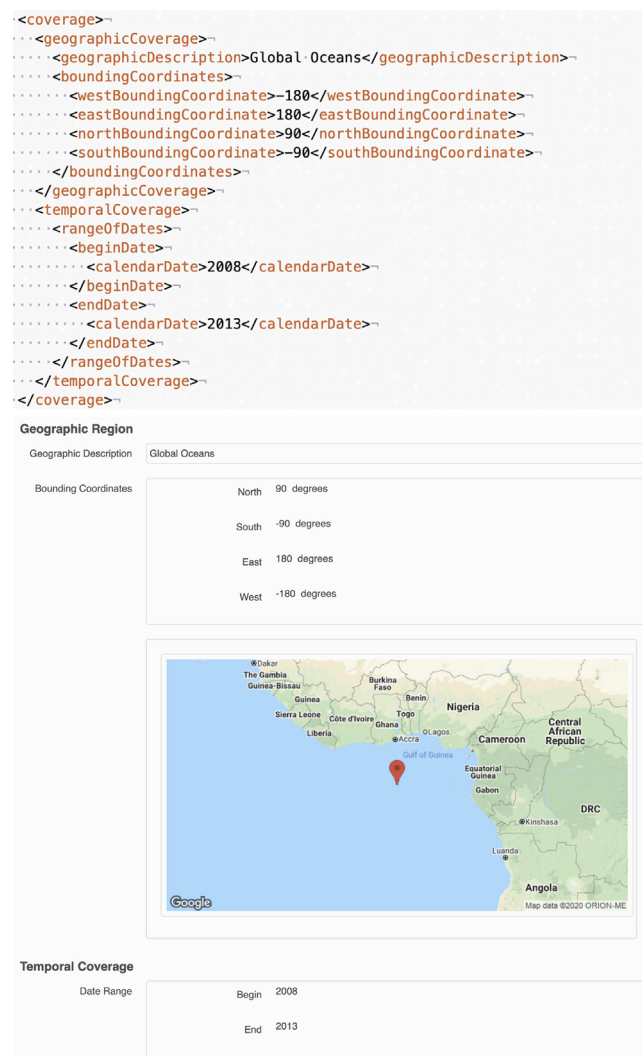 <coverage>
<geographicCoverage>
<geographicDescription>Global Oceans</geographicDescription>
<boundingCoordinates>
<westBoundingCoordinate>-180</westBoundingCoordinate>
<eastBoundingCoordinate>180</eastBoundingCoordinate>
<northBoundingCoordinate>90</northBoundingCoordinate>
<southBoundingCoordinate>-90</southBoundingCoordinate>
</boundingCoordinates>
</geographicCoverage>
<temporalCoverage>
<rangeOfDates>
<beginDate>
<calendarDate>2008</calendarDate>
</beginDate>
<endDate>
<calendarDate>2013</calendarDate>
</endDate>
</rangeOfDates>
</temporalCoverage>
</coverage>
Geographic Region
Geographic Description Global Oceans
Bounding Coordinates
North 90 degrees
South -90 degrees
East 180 degrees
West -180 degrees
Dakar
The Gambia
Guinea-Bissau
Burkina
Faso
Guinea
Benin
Sierra Leone
Côte d'Ivoire
Togo
Ghana
Nigeria
Liberia
Accra
Lagos
Cameroon
Central
African
Republic
Gulf of Guinea
Equatorial
Guinea
Gabon
DRC
Kinshasa
Luanda
Angola
Google
Map data ©2020 ORION-ME
Temporal Coverage
Date Range
Begin 2008
End 2013